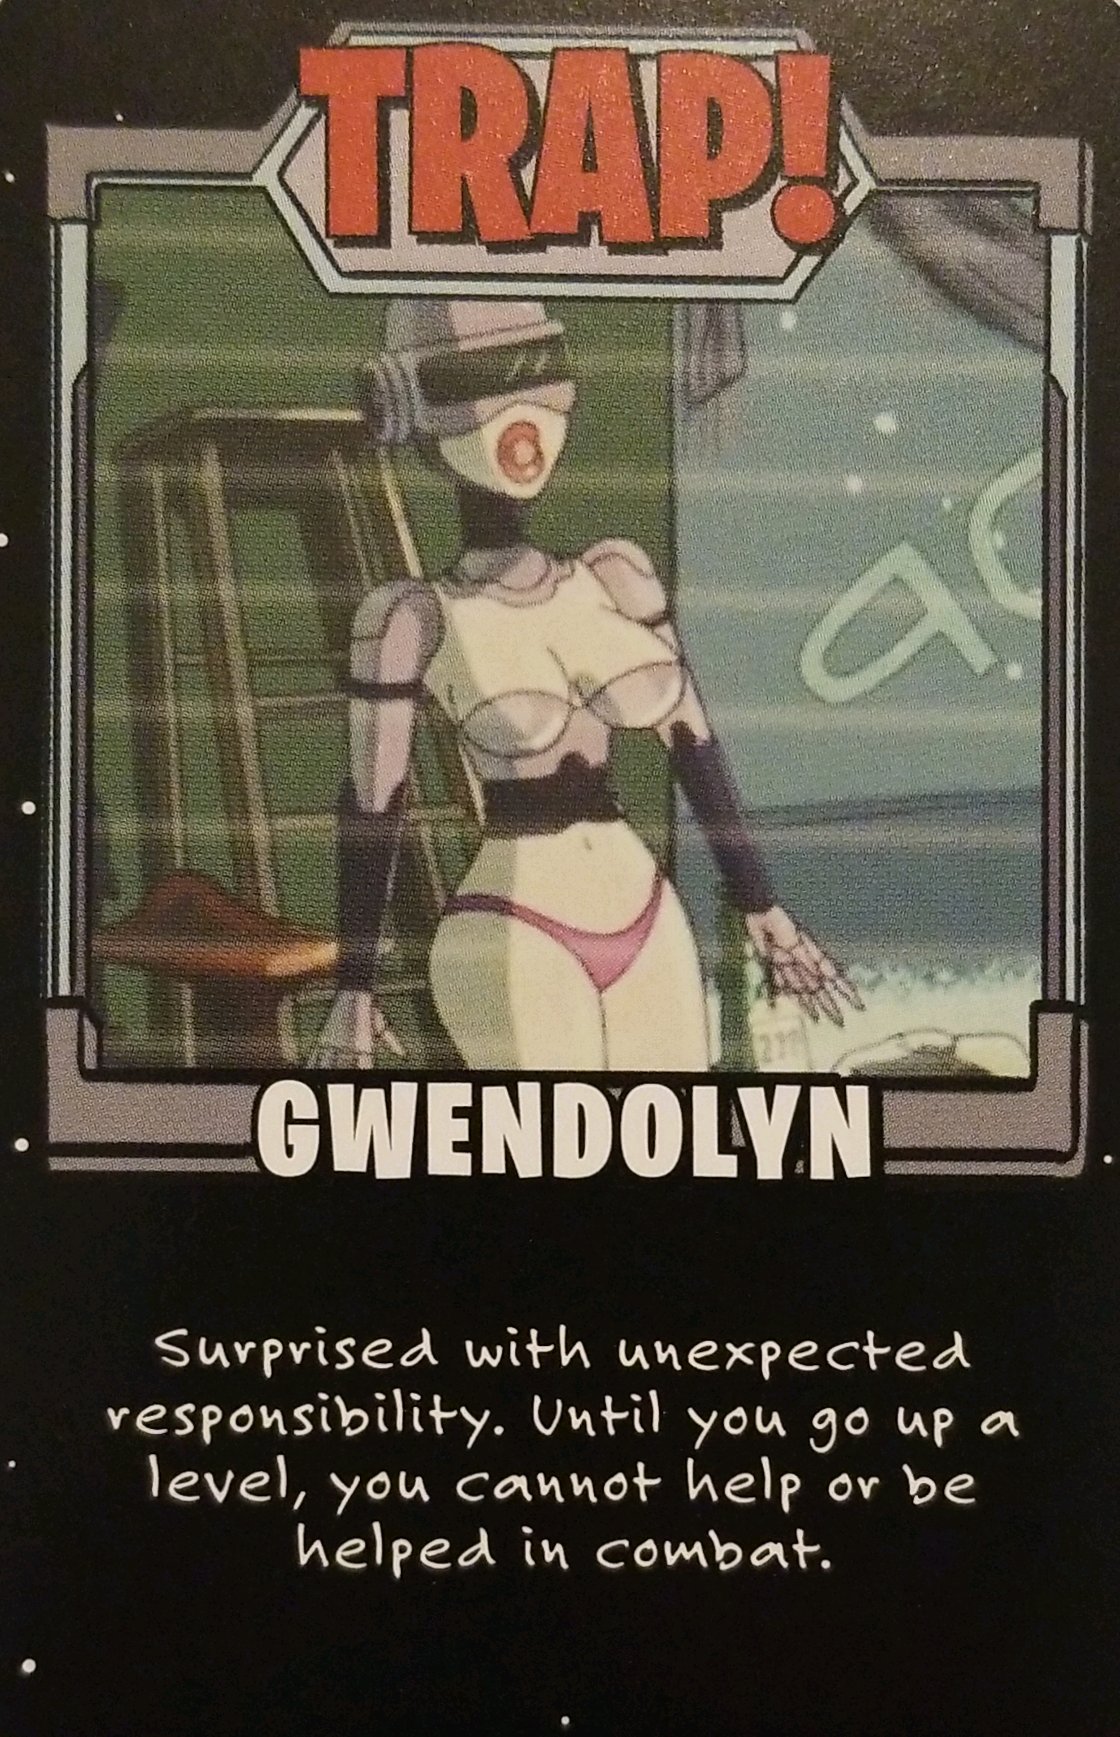 TRAP!
GWENDOLYN
Surprised with unexpected
responsibility. Until you go up a
level, you cannot help or be
helped in combat.